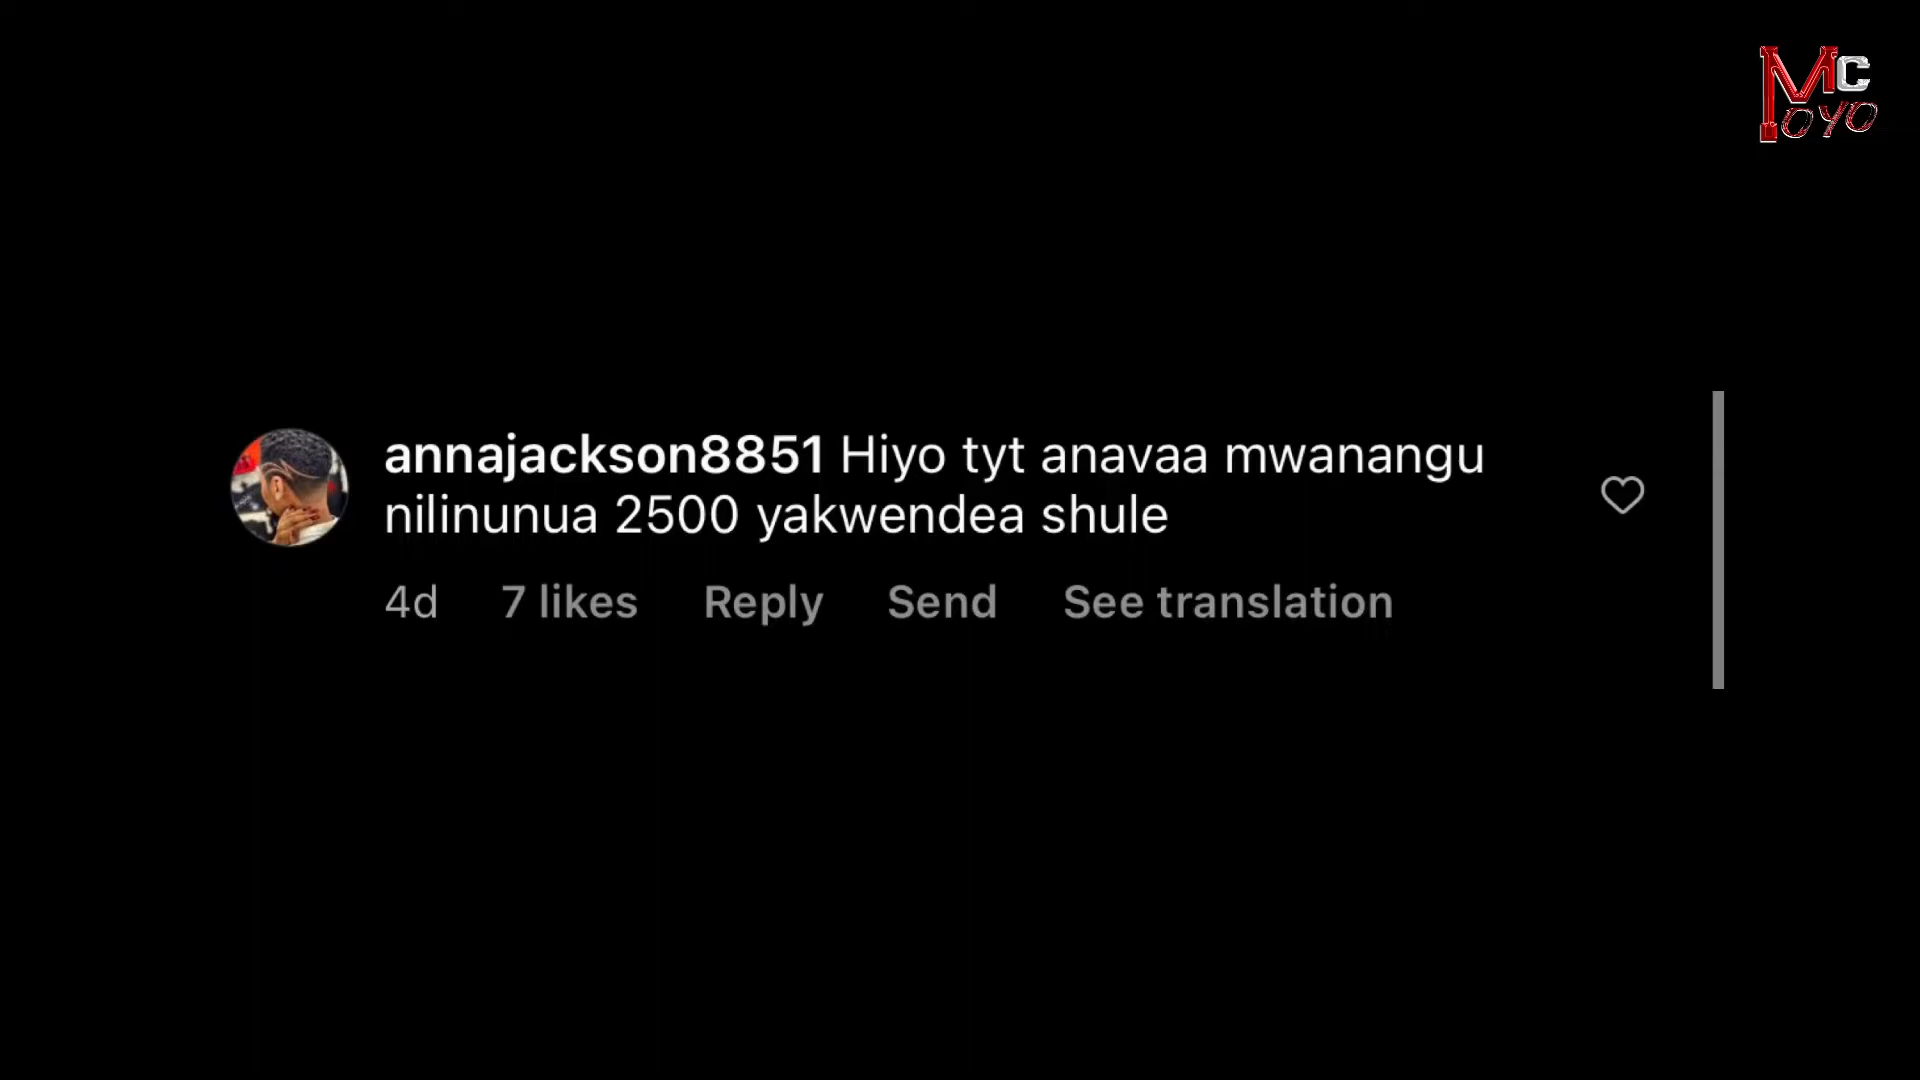 MC
OYO
annajackson8851 Hiyo tyt anavaa mwanangu
nilinunua 2500 yakwendea shule
4d 7 likes Reply Send See translation